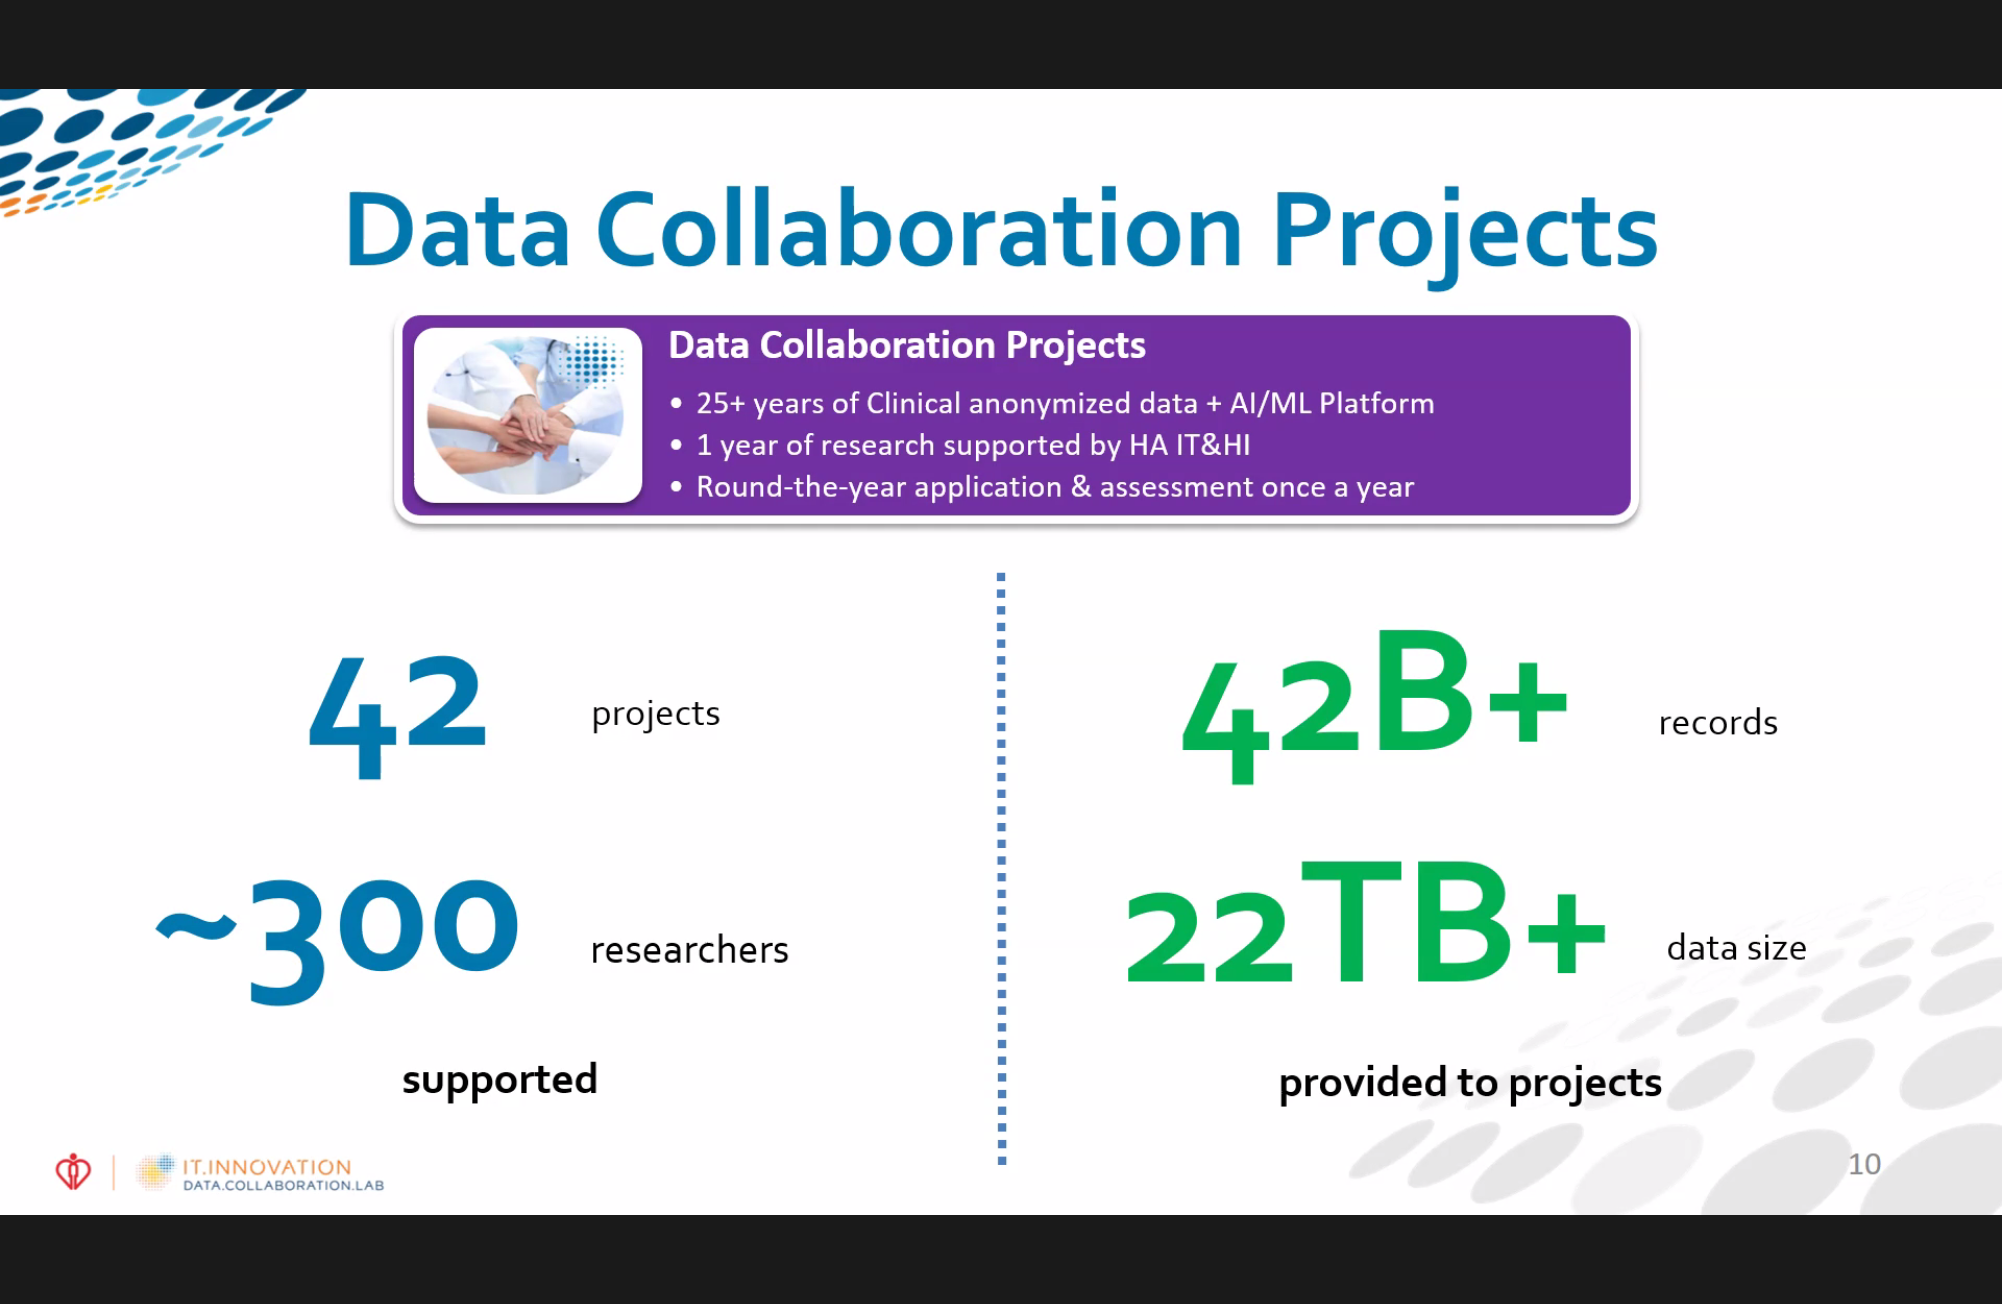 Data Collaboration Projects
Data Collaboration Projects
• 25+ years of Clinical anonymized data + AI/ML Platform
• 1 year of research supported by HA IT&HI
• Round-the-year application & assessment once a year
42 projects
~300 researchers
supported
42B+ records
22TB+ data size
provided to projects
IT.INNOVATION
DATA.COLLABORATION.LAB
10